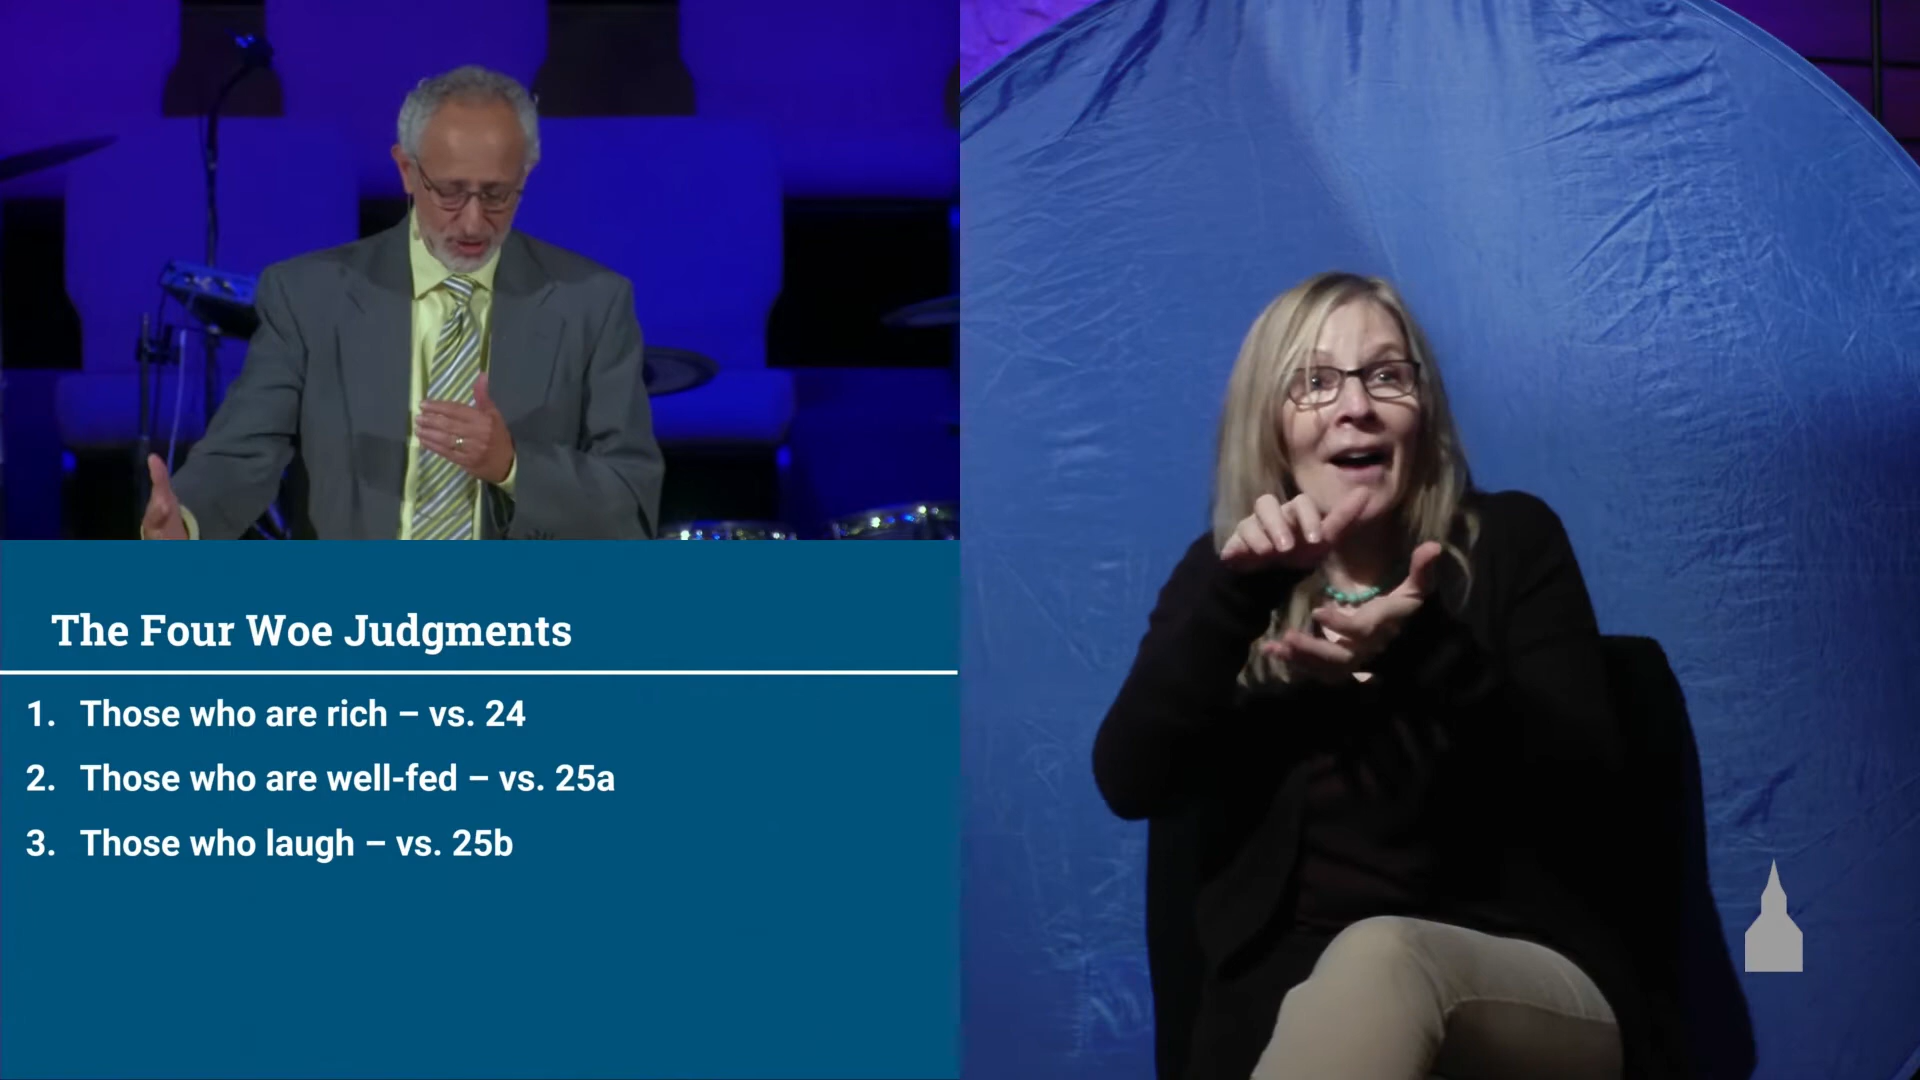 The Four Woe Judgments
1. Those who are rich – vs. 24
2. Those who are well-fed – vs. 25a
3. Those who laugh – vs. 25b